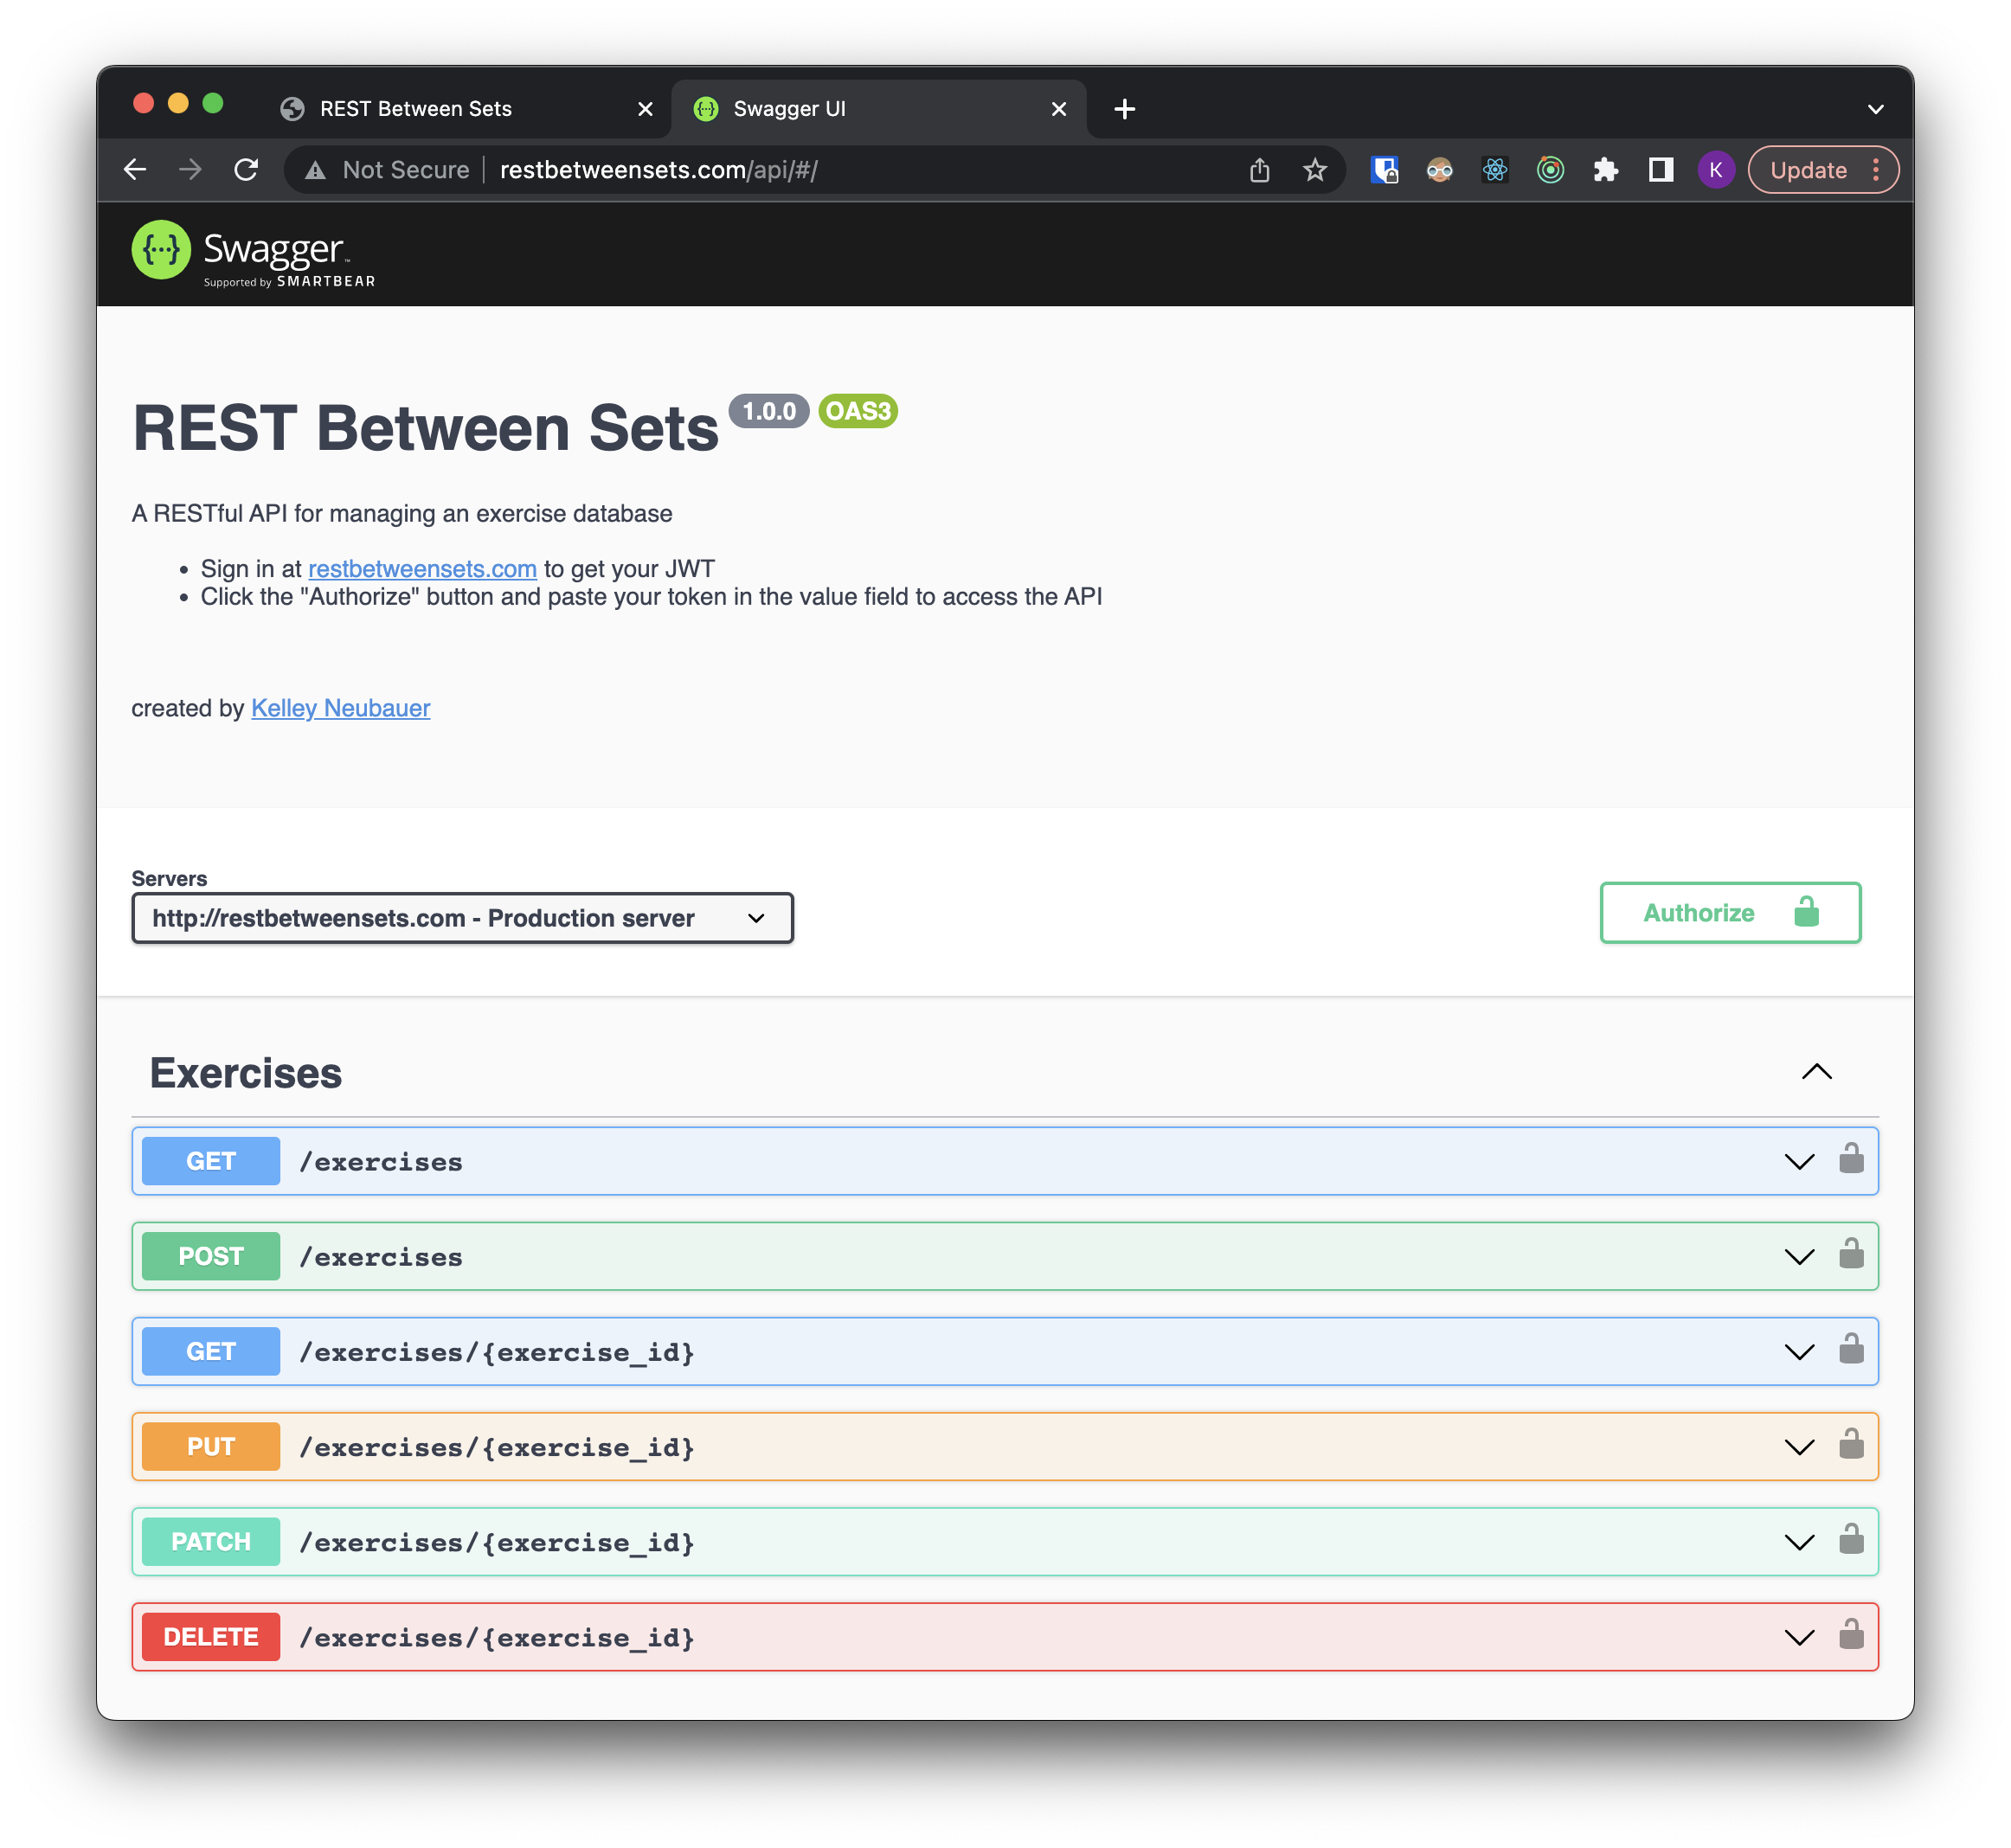 REST Between Sets
Swagger UI
Not Secure restbetweensets.com/api/#/
K
Update
{...} Swagger™
Supported by SMARTBEAR
REST Between Sets 1.0.0 OAS3
A RESTful API for managing an exercise database
• Sign in at restbetweensets.com to get your JWT
• Click the "Authorize" button and paste your token in the value field to access the API
created by Kelley Neubauer
Servers
http://restbetweensets.com - Production server
Authorize
Exercises
GET /exercises
POST /exercises
GET /exercises/{exercise_id}
PUT /exercises/{exercise_id}
PATCH /exercises/{exercise_id}
DELETE /exercises/{exercise_id}